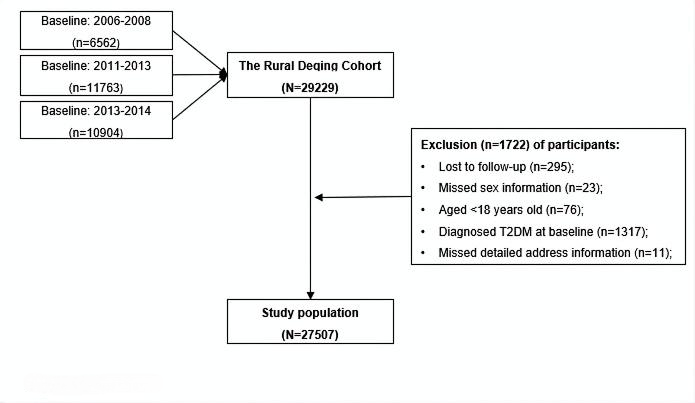 Baseline: 2006-2008
(n=6562)
Baseline: 2011-2013
(n=11763)
Baseline: 2013-2014
(n=10904)
The Rural Deqing Cohort
(N=29229)
Exclusion (n=1722) of participants:
• Lost to follow-up (n=295);
• Missed sex information (n=23);
• Aged <18 years old (n=76);
• Diagnosed T2DM at baseline (n=1317);
• Missed detailed address information (n=11);
Study population
(N=27507)